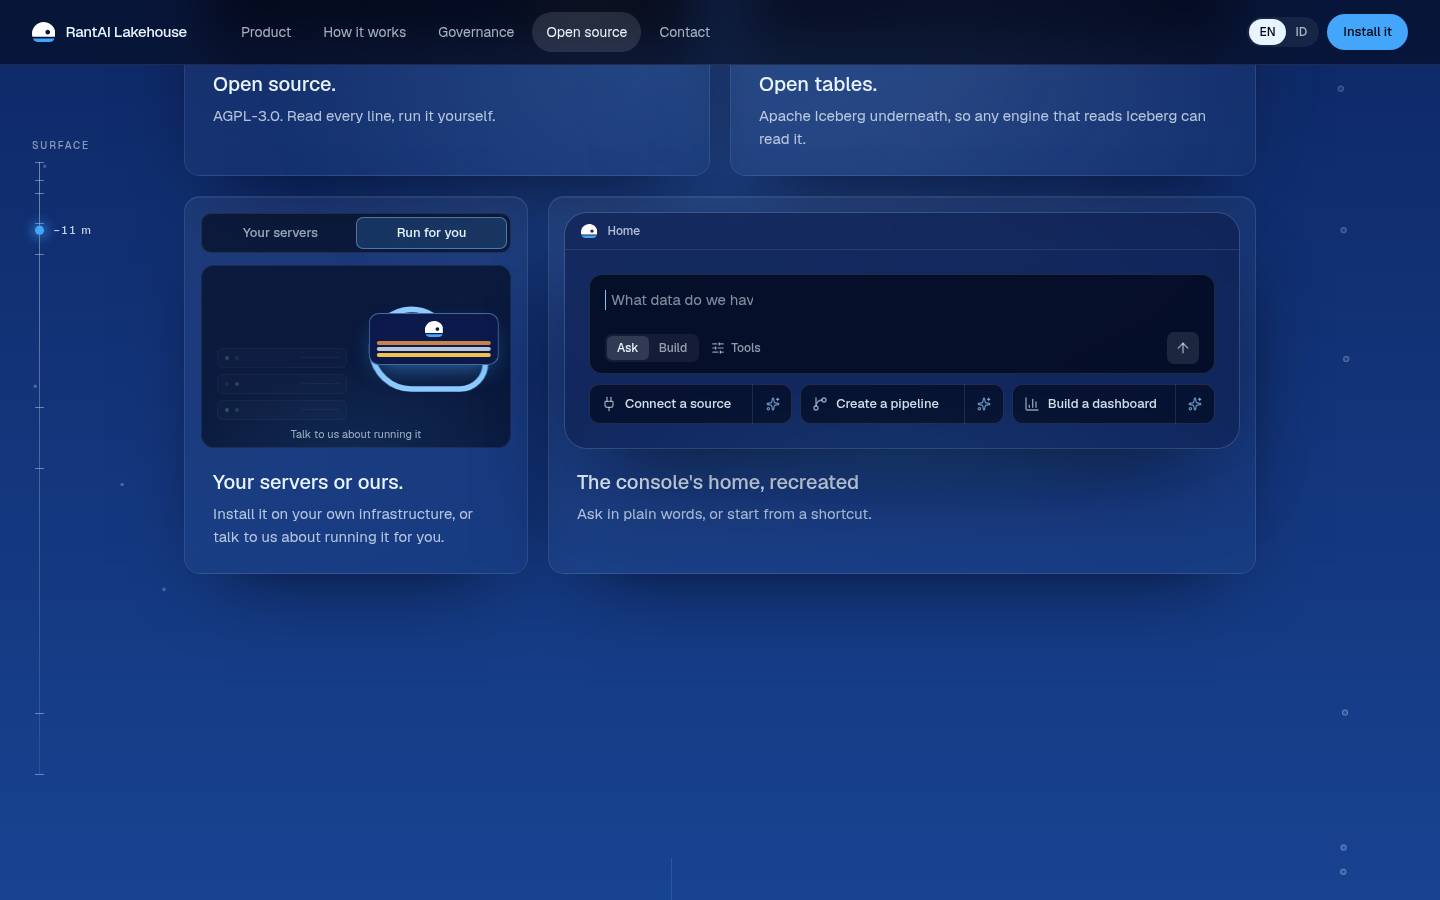 RantAI Lakehouse
Product
How it works
Governance
Open source
Contact
EN
ID
Install it
Open source.
AGPL-3.0. Read every line, run it yourself.
Open tables.
Apache Iceberg underneath, so any engine that reads Iceberg can
read it.
SURFACE
−11 m
Your servers
Run for you
Talk to us about running it
Your servers or ours.
Install it on your own infrastructure, or
talk to us about running it for you.
Home
What data do we hav
Ask
Build
Tools
Connect a source
Create a pipeline
Build a dashboard
The console's home, recreated
Ask in plain words, or start from a shortcut.